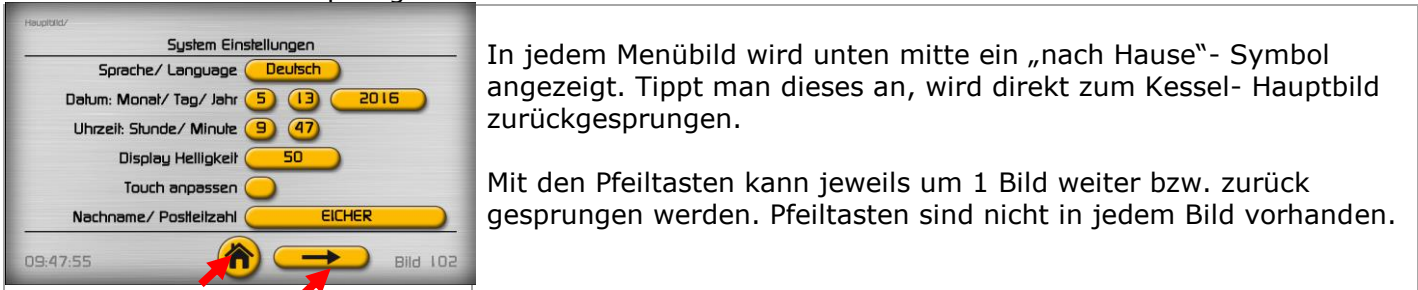 Hauptbild/
System Einstellungen
Sprache/ Language Deutsch
Datum: Monat/ Tag/ Jahr 5 13 2016
Uhrzeit: Stunde/ Minute 9 47
Display Helligkeit 50
Touch anpassen
Nachname/ Postleitzahl EICHER
09:47:55 Bild 102
In jedem Menübild wird unten mitte ein „nach Hause“- Symbol
angezeigt. Tippt man dieses an, wird direkt zum Kessel- Hauptbild
zurückgesprungen.
Mit den Pfeiltasten kann jeweils um 1 Bild weiter bzw. zurück
gesprungen werden. Pfeiltasten sind nicht in jedem Bild vorhanden.